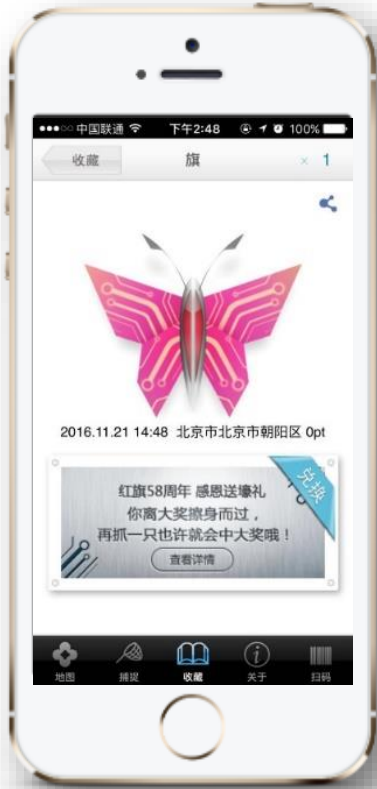 中国联通 下午2:48 100%
收藏 旗 × 1
2016.11.21 14:48 北京市北京市朝阳区 0pt
兑换
红旗58周年 感恩送壕礼
你离大奖擦身而过，
再抓一只也许就会中大奖哦！
查看详情
地图 捕捉 收藏 关于 扫码